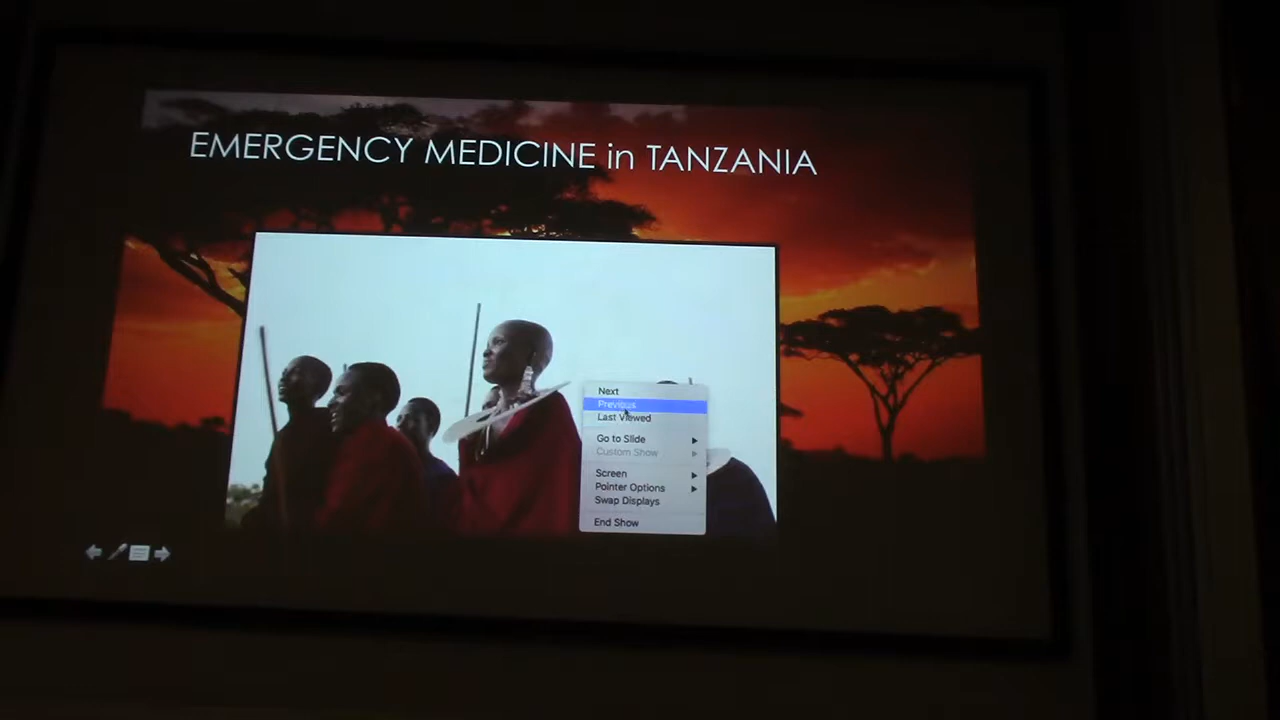 EMERGENCY MEDICINE in TANZANIA
Next
Previous
Last Viewed
Go to Slide
Custom Show
Screen
Pointer Options
Swap Displays
End Show